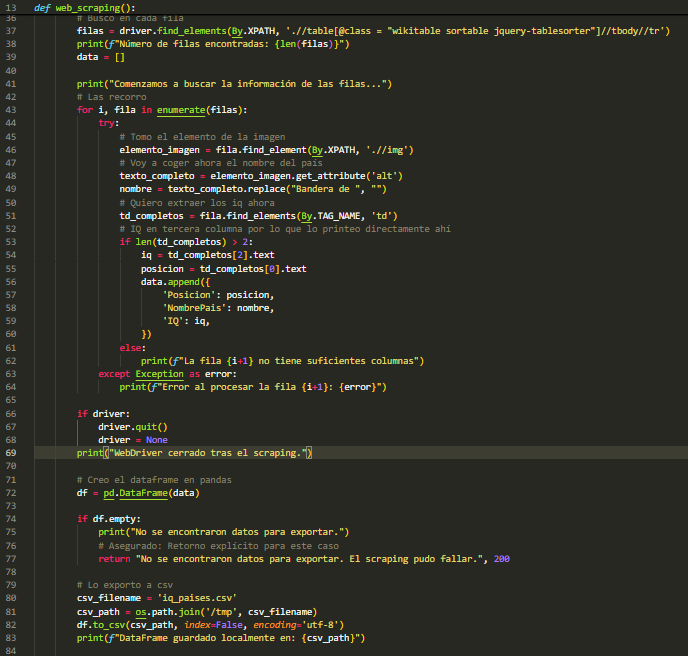 13 def web_scraping():
36 # Busco en cada fila
37 filas = driver.find_elements(By.XPATH, './/table[@class = "wikitable sortable jquery-tablesorter"]//tbody//tr')
38 print(f"Número de filas encontradas: {len(filas)}")
39 data = []
40
41 print("Comenzamos a buscar la información de las filas...")
42 # Las recorro
43 for i, fila in enumerate(filas):
44 try:
45 # Tomo el elemento de la imagen
46 elemento_imagen = fila.find_element(By.XPATH, './/img')
47 # Voy a coger ahora el nombre del país
48 texto_completo = elemento_imagen.get_attribute('alt')
49 nombre = texto_completo.replace("Bandera de ", "")
50 # Quiero extraer los iq ahora
51 td_completos = fila.find_elements(By.TAG_NAME, 'td')
52 # IQ en tercera columna por lo que lo printeo directamente ahí
53 if len(td_completos) > 2:
54 iq = td_completos[2].text
55 posicion = td_completos[0].text
56 data.append({
57 'Posicion': posicion,
58 'NombrePais': nombre,
59 'IQ': iq,
60 })
61 else:
62 print(f"La fila {i+1} no tiene suficientes columnas")
63 except Exception as error:
64 print(f"Error al procesar la fila {i+1}: {error}")
65
66 if driver:
67 driver.quit()
68 driver = None
69 print("WebDriver cerrado tras el scraping.")
70
71 # Creo el dataframe en pandas
72 df = pd.DataFrame(data)
73
74 if df.empty:
75 print("No se encontraron datos para exportar.")
76 # Asegurado: Retorno explícito para este caso
77 return "No se encontraron datos para exportar. El scraping pudo fallar.", 200
78
79 # Lo exporto a csv
80 csv_filename = 'iq_paises.csv'
81 csv_path = os.path.join('/tmp', csv_filename)
82 df.to_csv(csv_path, index=False, encoding='utf-8')
83 print(f"DataFrame guardado localmente en: {csv_path}")
84